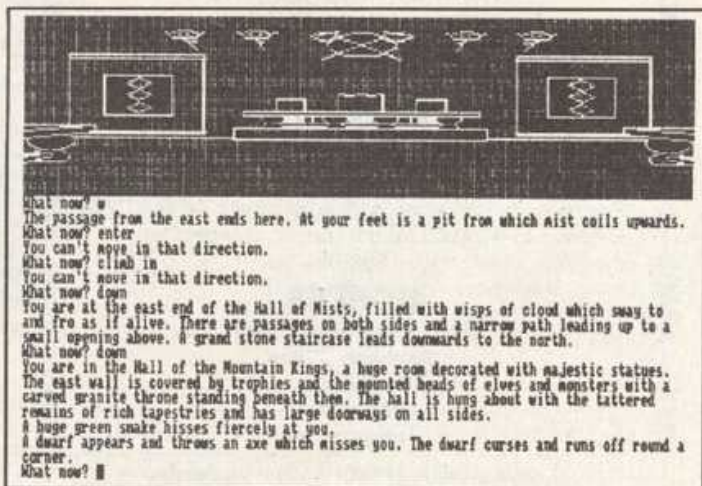 What now? w
The passage from the east ends here. At your feet is a pit from which mist coils upwards.
What now? enter
You can't move in that direction.
What now? climb in
You can't move in that direction.
What now? down
You are at the east end of the Hall of Mists, filled with wisps of cloud which sway to
and fro as if alive. There are passages on both sides and a narrow path leading up to a
small opening above. A grand stone staircase leads downwards to the north.
What now? down
You are in the Hall of the Mountain Kings, a huge room decorated with majestic statues.
The east wall is covered by trophies and the mounted heads of elves and monsters with a
carved granite throne standing beneath them. The hall is hung about with the tattered
remains of rich tapestries and has large doorways on all sides.
A huge green snake hisses fiercely at you.
A dwarf appears and throws an axe which misses you. The dwarf curses and runs off round a
corner.
What now?